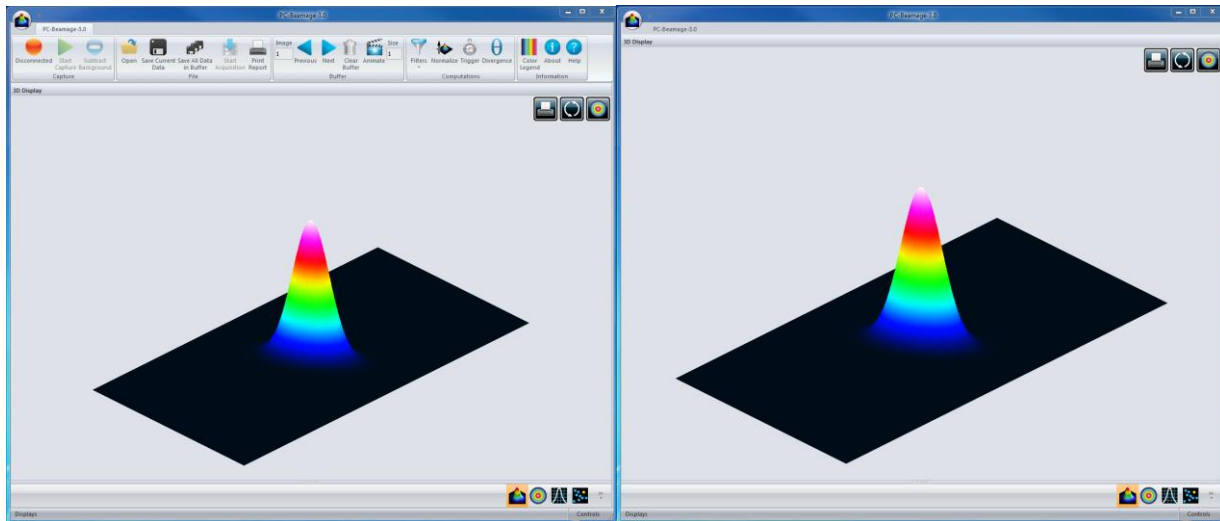 PC-Beamage-3.0
PC-Beamage-3.0
Disconnected Start Capture Subtract Background Open Save Current Data Save All Data in Buffer Start Acquisition Print Report Image 1 Previous Next Clear Buffer Animate Size 1 Filters Normalize Trigger Divergence Color Legend About Help
Capture File Buffer Computations Information
3D Display
Displays Controls
PC-Beamage-3.0
PC-Beamage-3.0
3D Display
Displays Controls